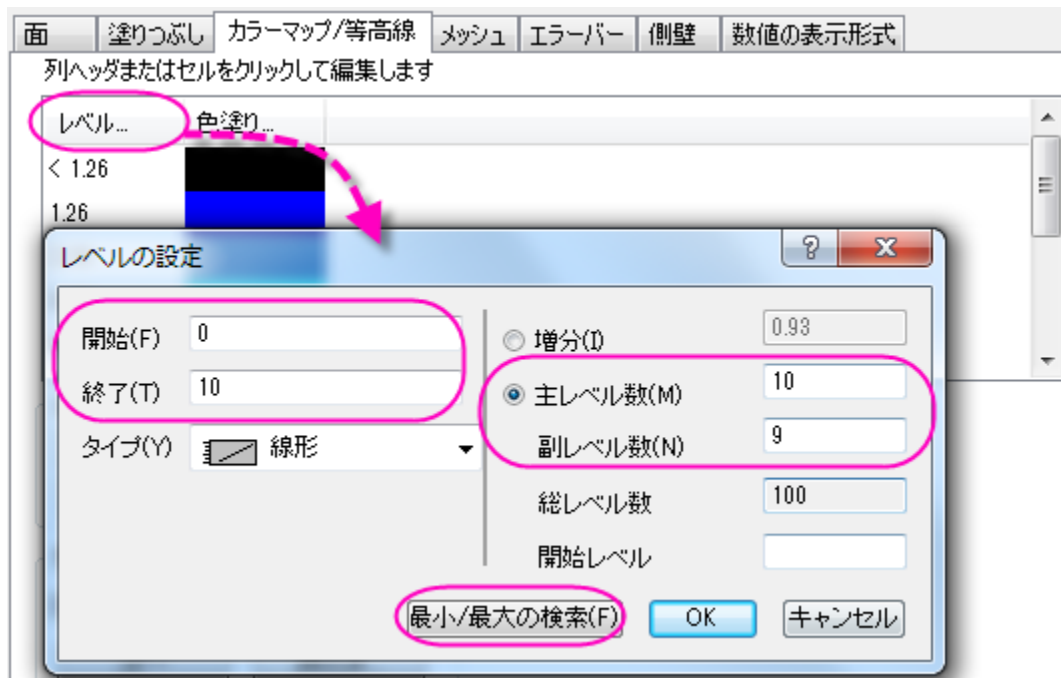 面 塗りつぶし カラーマップ/等高線 メッシュ エラーバー 側壁 数値の表示形式
列ヘッダまたはセルをクリックして編集します
レベル... 色塗り...
< 1.26
1.26
レベルの設定
開始(F) 0 増分(I) 0.93
終了(T) 10 主レベル数(M) 10
タイプ(Y) 線形 副レベル数(N) 9
総レベル数 100
開始レベル
最小/最大の検索(F) OK キャンセル